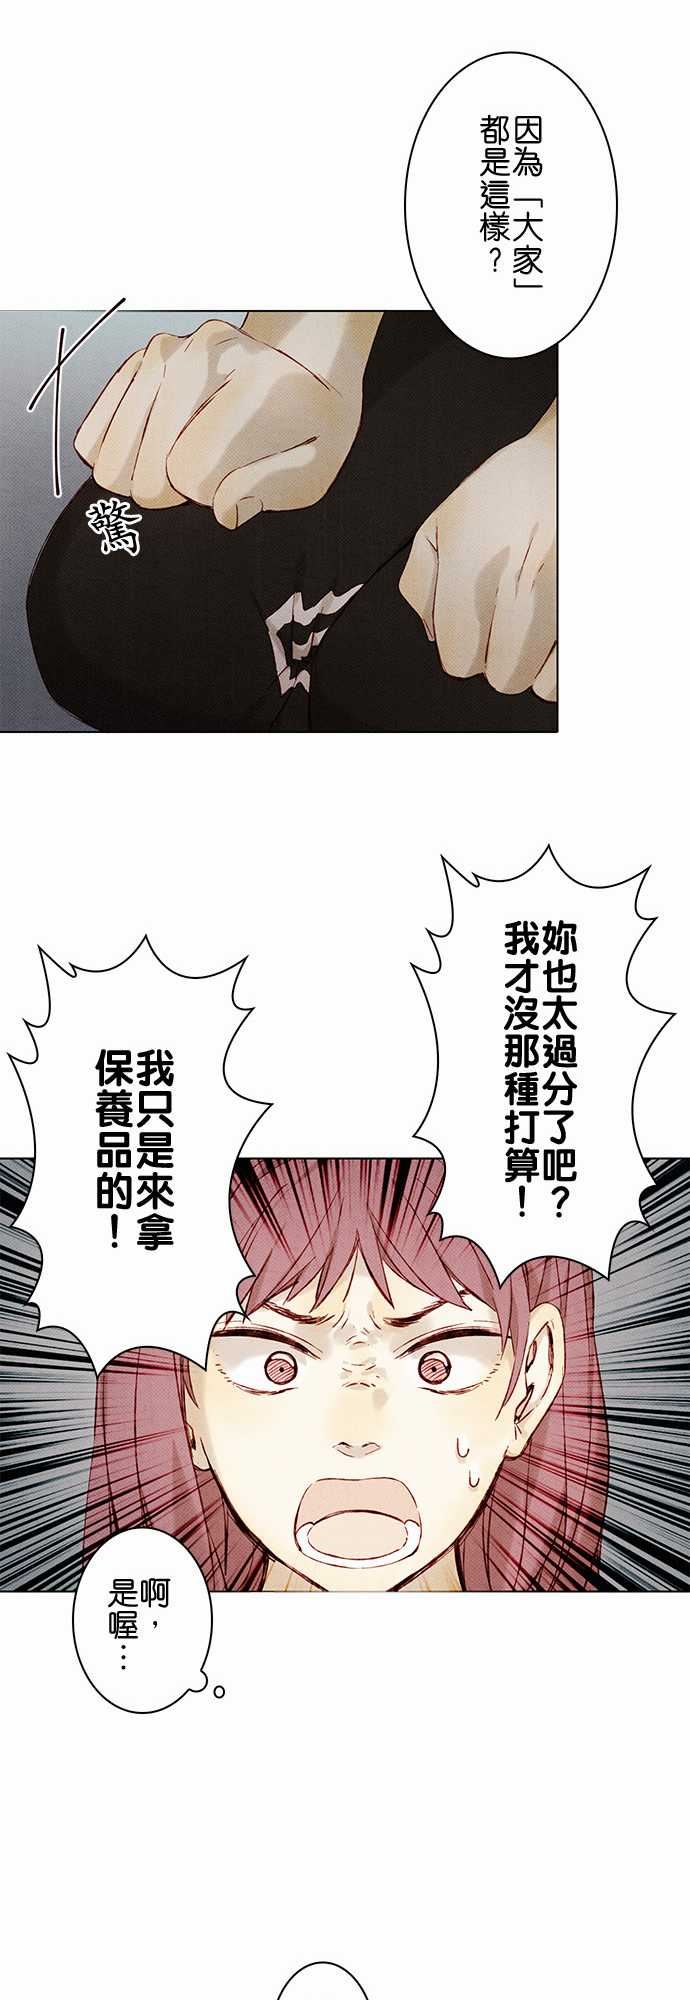 因為「大家」
都是這樣？
驚
妳也太過分了吧？
我才沒那種打算！
我只是來拿
保養品的！
啊，
是喔…